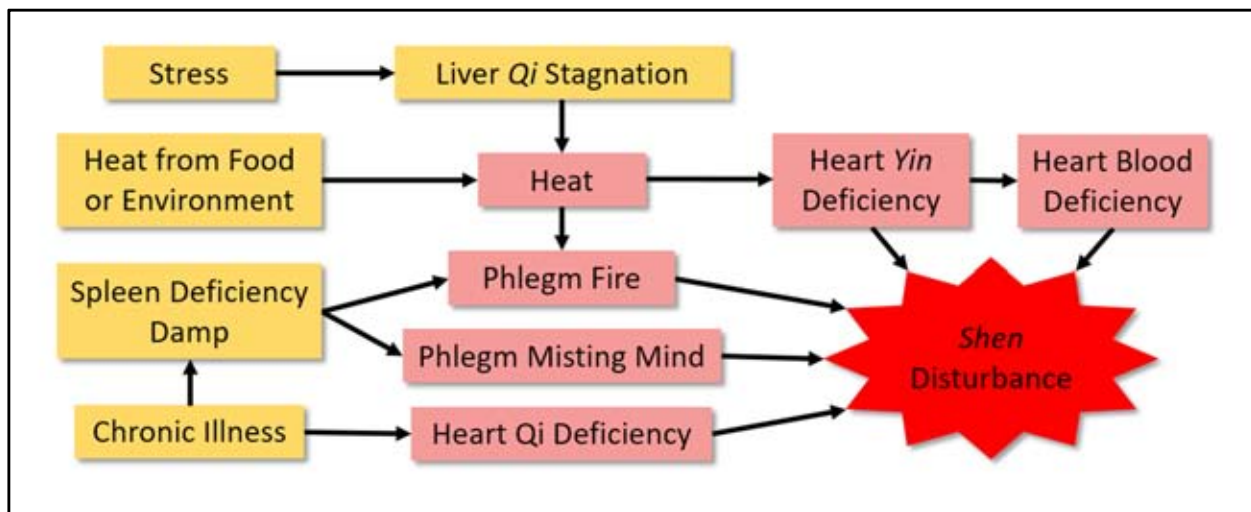 Stress
Liver Qi Stagnation
Heat from Food
or Environment
Heat
Heart Yin
Deficiency
Heart Blood
Deficiency
Spleen Deficiency
Damp
Phlegm Fire
Phlegm Misting Mind
Shen
Disturbance
Chronic Illness
Heart Qi Deficiency